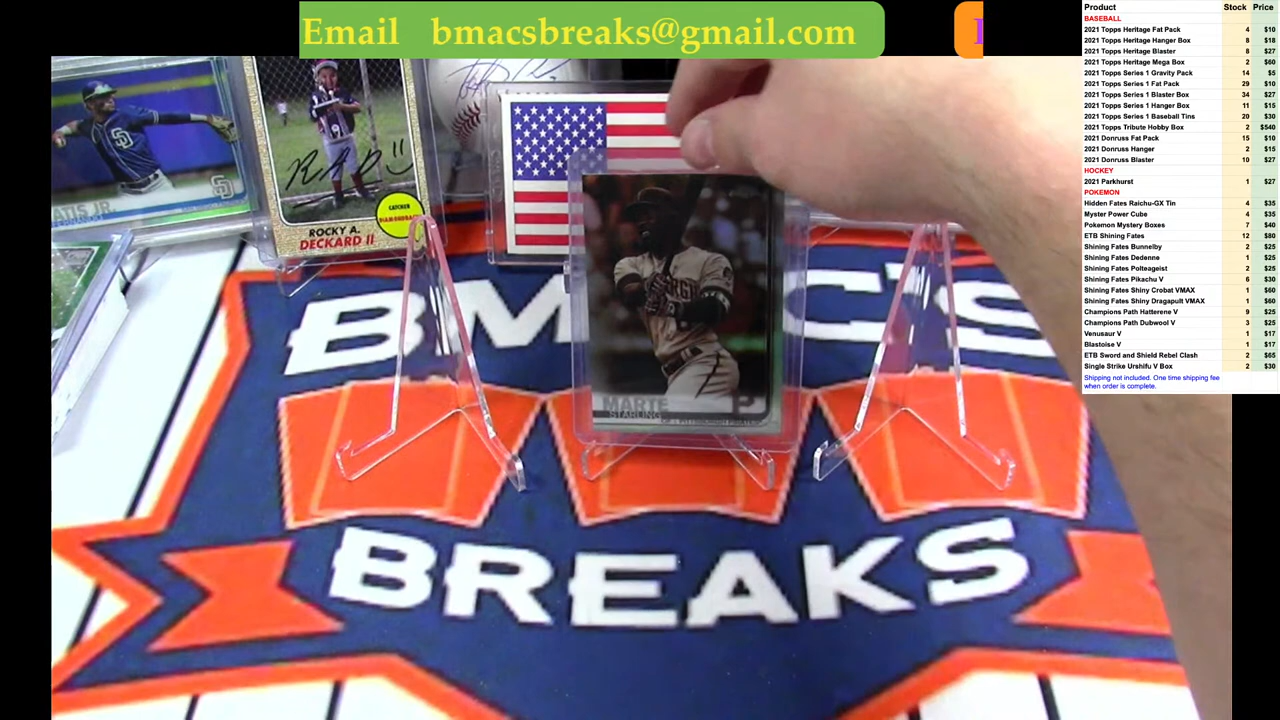 Email bmacsbreaks@gmail.com
Product Stock Price
BASEBALL
2021 Topps Heritage Fat Pack 4 $10
2021 Topps Heritage Hanger Box 8 $18
2021 Topps Heritage Blaster 8 $27
2021 Topps Heritage Mega Box 2 $60
2021 Topps Series 1 Gravity Pack 14 $5
2021 Topps Series 1 Fat Pack 29 $10
2021 Topps Series 1 Blaster Box 34 $27
2021 Topps Series 1 Hanger Box 11 $15
2021 Topps Series 1 Baseball Tins 20 $30
2021 Topps Tribute Hobby Box 2 $540
2021 Donruss Fat Pack 15 $10
2021 Donruss Hanger 2 $15
2021 Donruss Blaster 10 $27
HOCKEY
2021 Parkhurst 1 $27
POKEMON
Hidden Fates Raichu-GX Tin 4 $35
Myster Power Cube 4 $35
Pokemon Mystery Boxes 7 $40
ETB Shining Fates 12 $80
Shining Fates Bunnelby 2 $25
Shining Fates Dedenne 1 $25
Shining Fates Polteageist 2 $25
Shining Fates Pikachu V 6 $30
Shining Fates Shiny Crobat VMAX 1 $60
Shining Fates Shiny Dragapult VMAX 1 $60
Champions Path Hatterene V 9 $25
Champions Path Dubwool V 3 $25
Venusaur V 1 $17
Blastoise V 1 $17
ETB Sword and Shield Rebel Clash 2 $65
Single Strike Urshifu V Box 2 $30
Shipping not included. One time shipping fee
when order is complete.
SD
ATIS JR.
FERNANDO
SD
9
R A D II
CATCHER
DIAMONDBACKS
ROCKY A.
DECKARD II
MARTE
STARLING
P
CF | PITTSBURGH PIRATES
BMAC'S
BREAKS